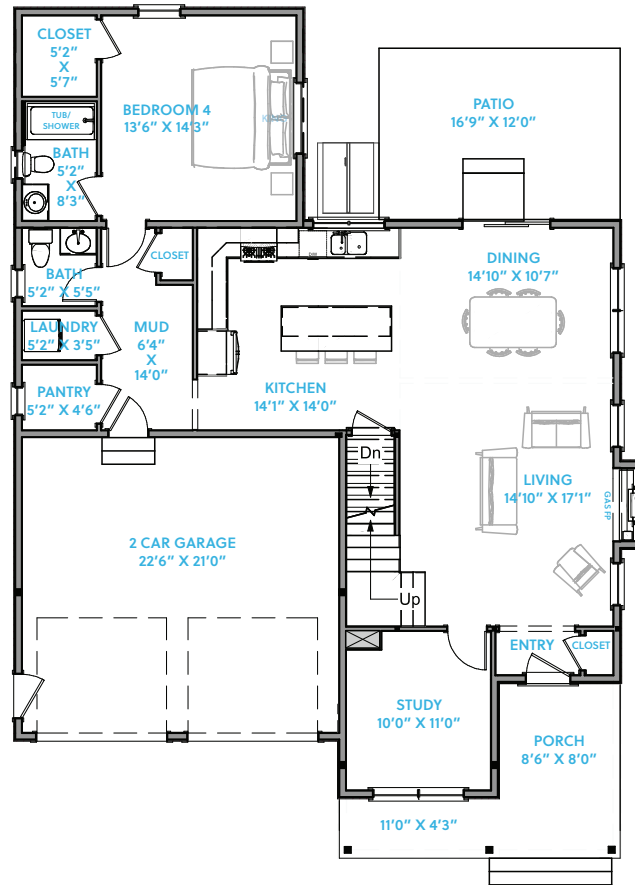 CLOSET
5'2"
X
5'7"
BEDROOM 4
13'6" X 14'3"
TUB/
SHOWER
BATH
5'2"
X
8'3"
PATIO
16'9" X 12'0"
CLOSET
BATH
5'2" X 5'5"
DINING
14'10" X 10'7"
LAUNDRY
5'2" X 3'5"
MUD
6'4"
X
14'0"
PANTRY
5'2" X 4'6"
KITCHEN
14'1" X 14'0"
Dn
LIVING
14'10" X 17'1"
GAS FP
2 CAR GARAGE
22'6" X 21'0"
Up
ENTRY
CLOSET
STUDY
10'0" X 11'0"
PORCH
8'6" X 8'0"
11'0" X 4'3"